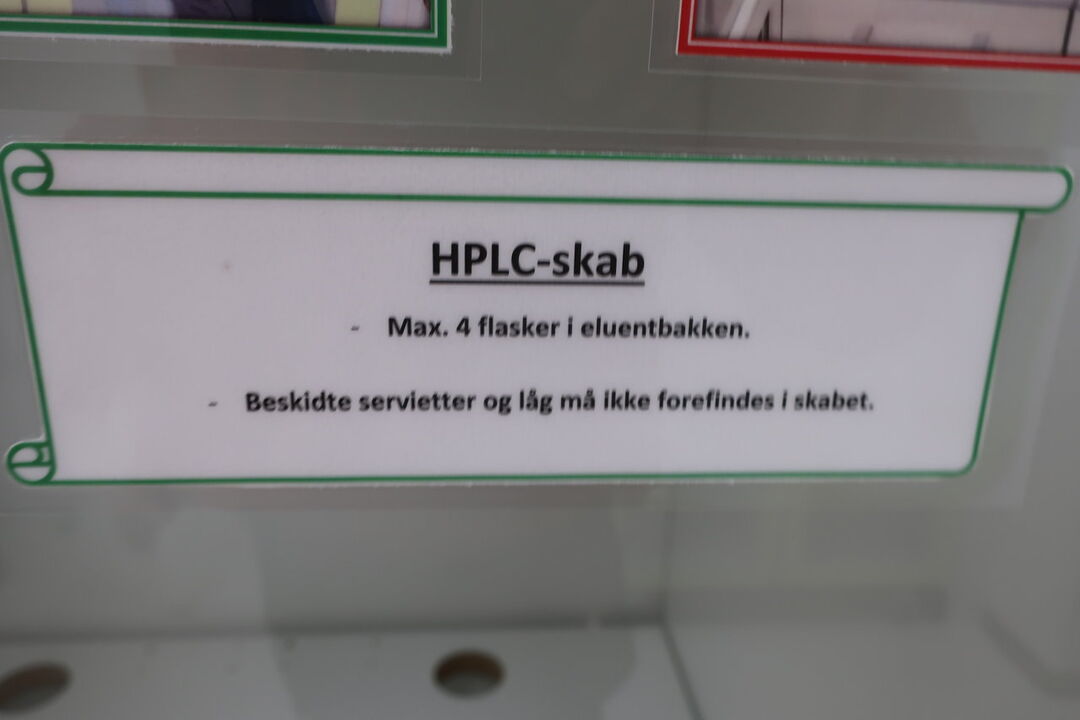 HPLC-skab
- Max. 4 flasker i eluentbakken.
- Beskidte servietter og låg må ikke forefindes i skabet.